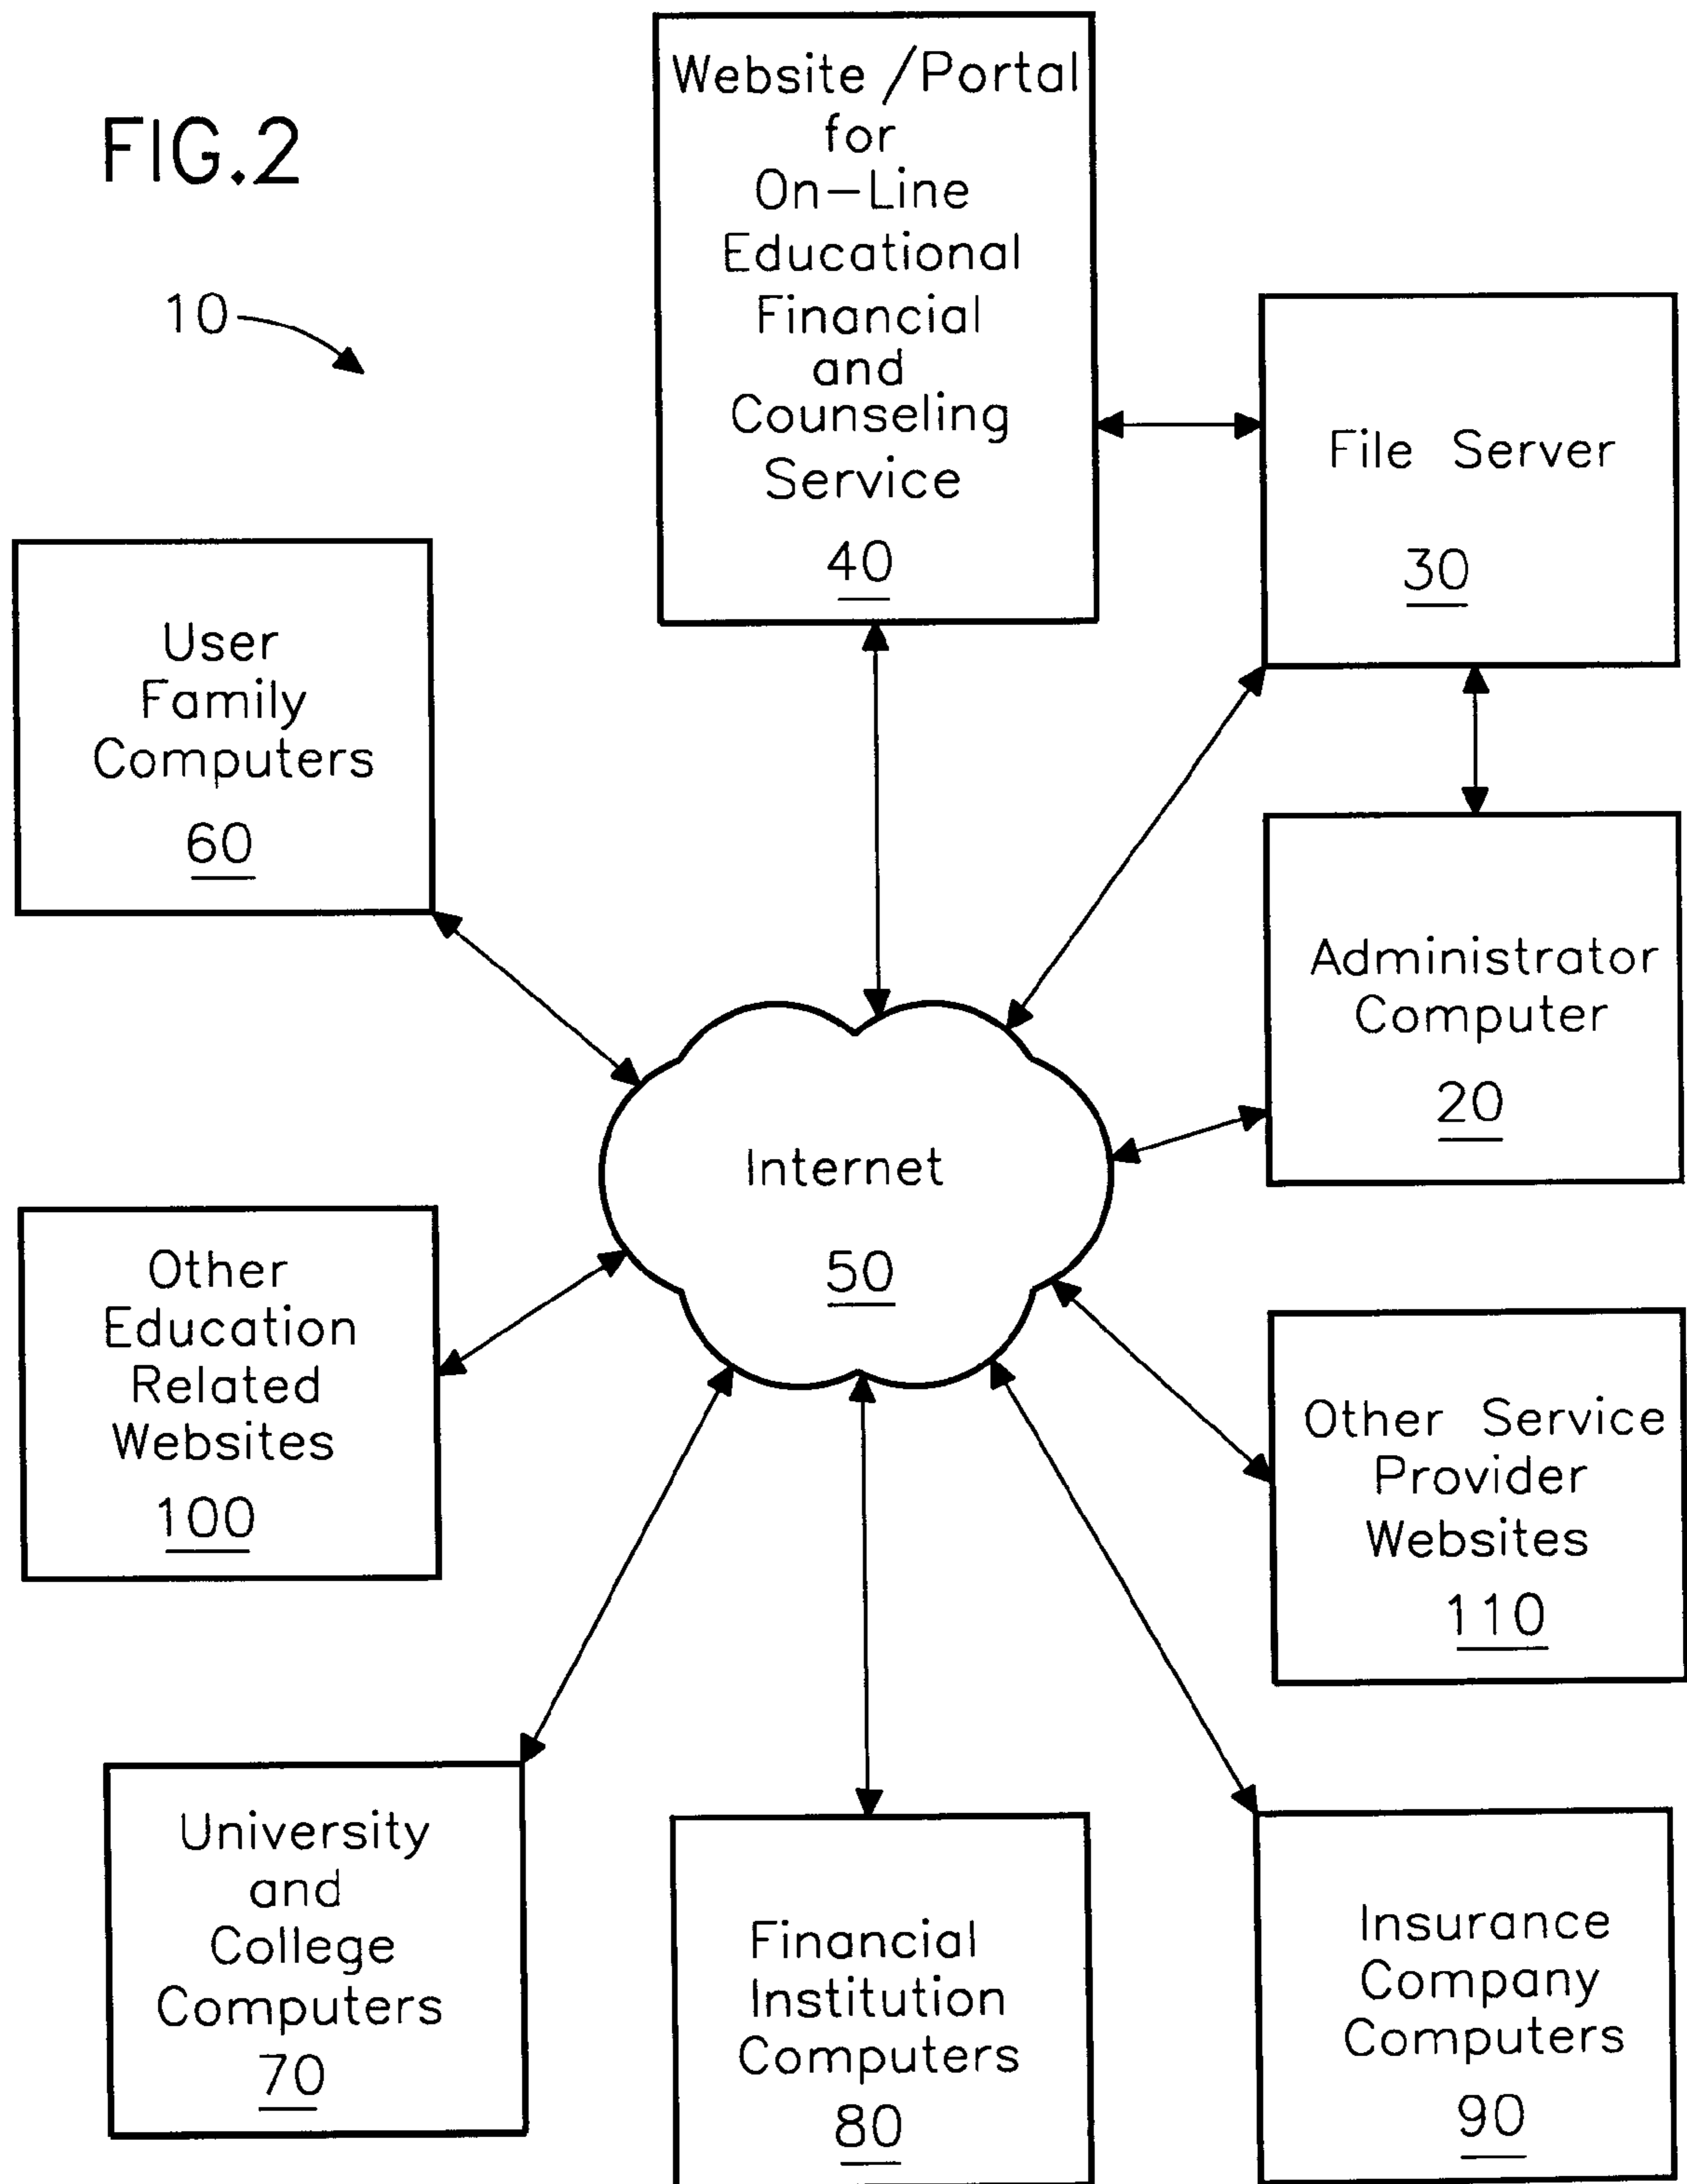 FIG.2
10
Website/Portal
for
On-Line
Educational
Financial
and
Counseling
Service
40
File Server
30
User
Family
Computers
60
Administrator
Computer
20
Internet
50
Other
Education
Related
Websites
100
Other Service
Provider
Websites
110
University
and
College
Computers
70
Financial
Institution
Computers
80
Insurance
Company
Computers
90